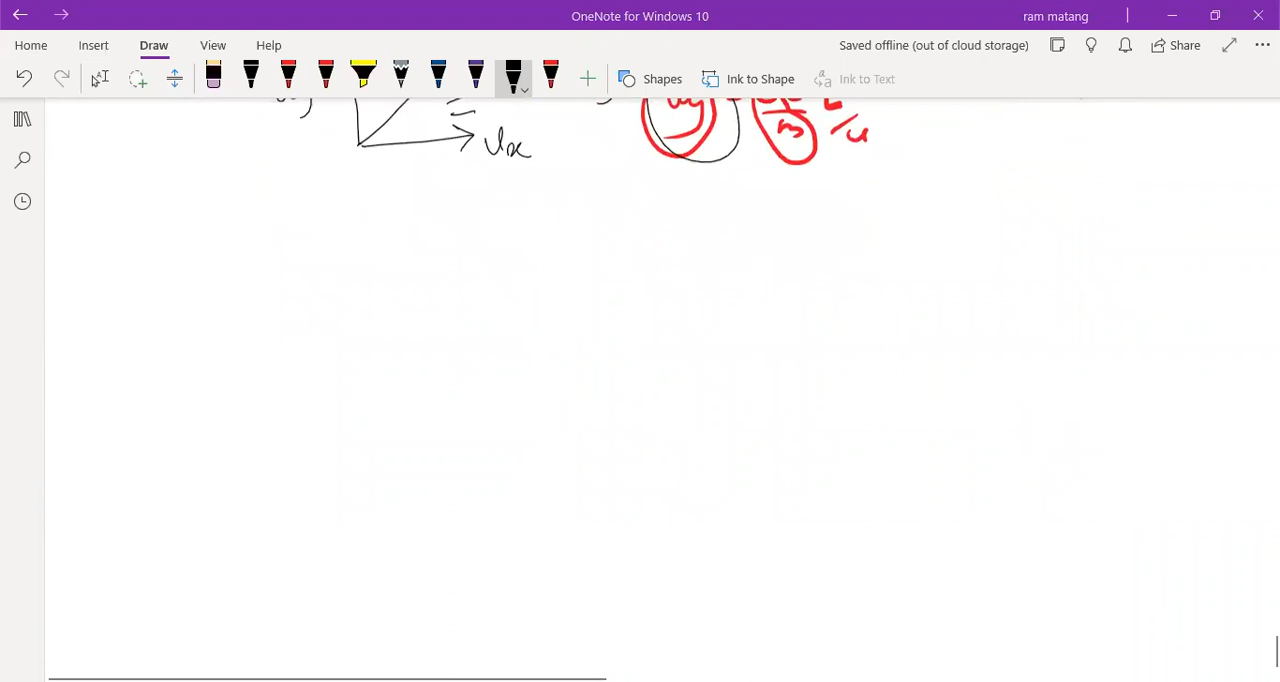 OneNote for Windows 10
ram matang
Home Insert Draw View Help
Saved offline (out of cloud storage)
Share
Shapes
Ink to Shape
Ink to Text
vx